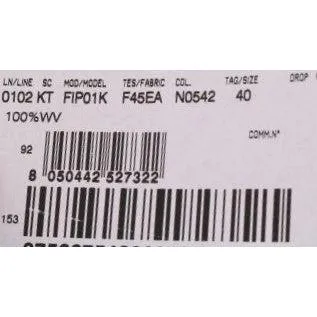 LN/LINE SC MOD/MODEL TES/FABRIC COL. TAG/SIZE DROP
0102 KT FIP01K F45EA N0542 40
100%WV
COMM.N°
92
8 050442 527322
153